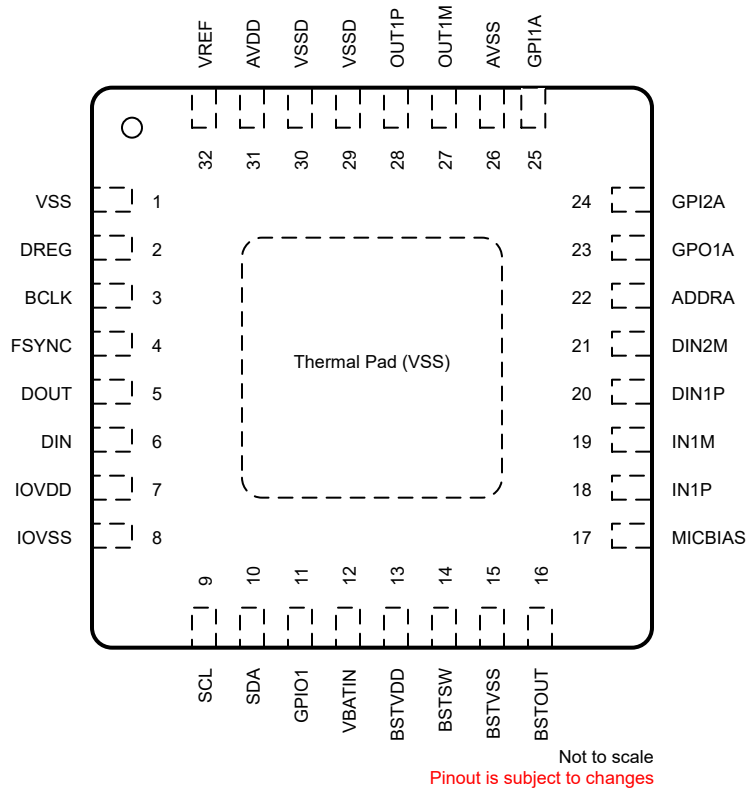 VREF
AVDD
VSSD
VSSD
OUT1P
OUT1M
AVSS
GPI1A
32
31
30
29
28
27
26
25
VSS 1
DREG 2
BCLK 3
FSYNC 4
DOUT 5
DIN 6
IOVDD 7
IOVSS 8
Thermal Pad (VSS)
24 GPI2A
23 GPO1A
22 ADDRA
21 DIN2M
20 DIN1P
19 IN1M
18 IN1P
17 MICBIAS
9
10
11
12
13
14
15
16
SCL
SDA
GPIO1
VBATIN
BSTVDD
BSTSW
BSTVSS
BSTOUT
Not to scale
Pinout is subject to changes